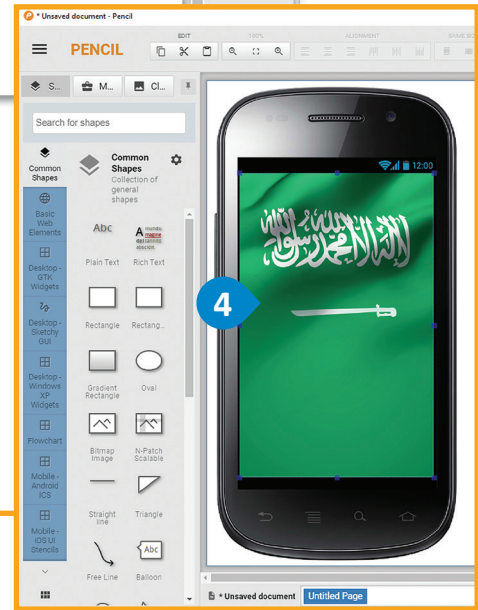 * Unsaved document - Pencil
EDIT
100%
ALIGNMENT
SAME SIZE
PENCIL
S...
M...
Cl...
Search for shapes
Common Shapes
Basic Web Elements
Desktop - GTK Widgets
Desktop - Sketchy GUI
Desktop - Windows XP Widgets
Flowchart
Mobile - Android ICS
Mobile - iOS UI Stencils
Common Shapes
Collection of general shapes
Abc
Plain Text
Rich Text
Rectangle
Rectang...
Gradient Rectangle
Oval
Bitmap Image
N-Patch Scalable
Straight line
Triangle
Free Line
Abc
Balloon
12:00
لا إله إلا الله محمد رسول الله
4
* Unsaved document
Untitled Page